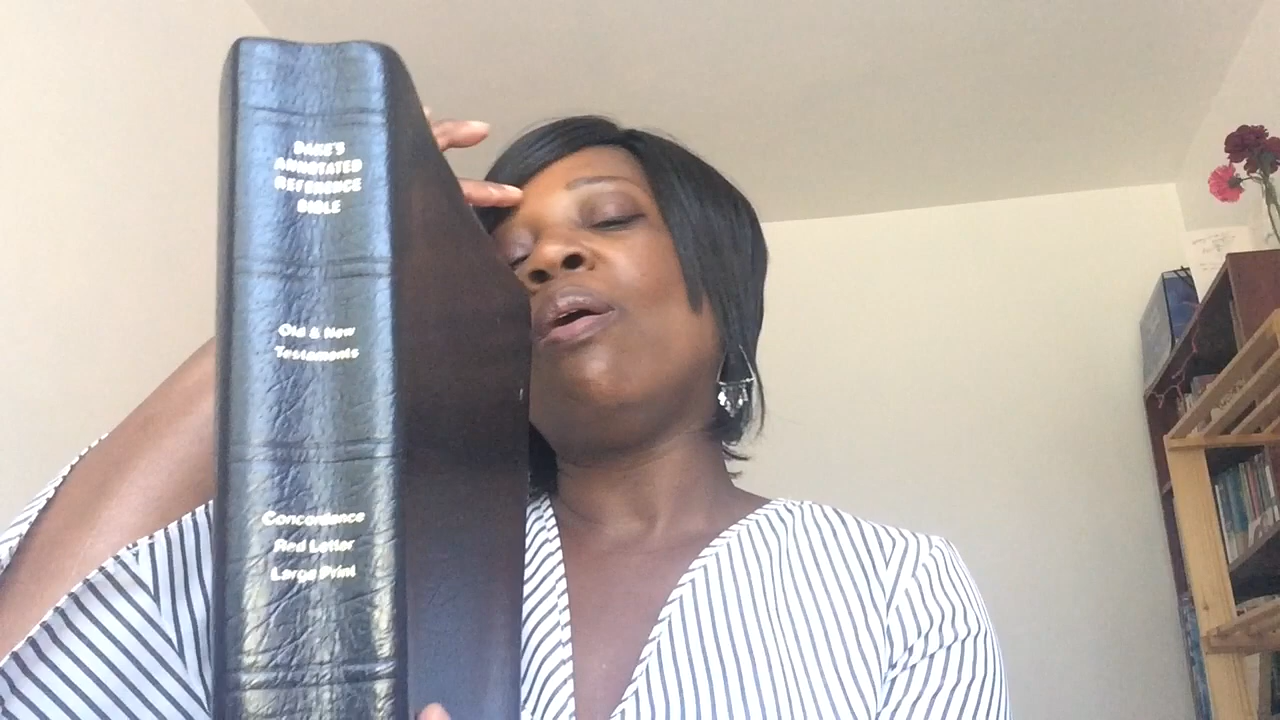 DAKE'S
ANNOTATED
REFERENCE
BIBLE
Old & New
Testaments
Concordance
Red Letter
Large Print